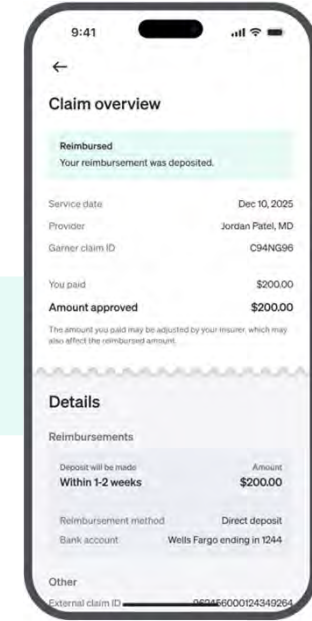 9:41
Claim overview
Reimbursed
Your reimbursement was deposited.
Service date Dec 10, 2025
Provider Jordan Patel, MD
Garner claim ID C94NG96
You paid $200.00
Amount approved $200.00
The amount you paid may be adjusted by your insurer, which may
also affect the reimbursed amount.
Details
Reimbursements
Deposit will be made Amount
Within 1-2 weeks $200.00
Reimbursement method Direct deposit
Bank account Wells Fargo ending in 1244
Other
External claim ID